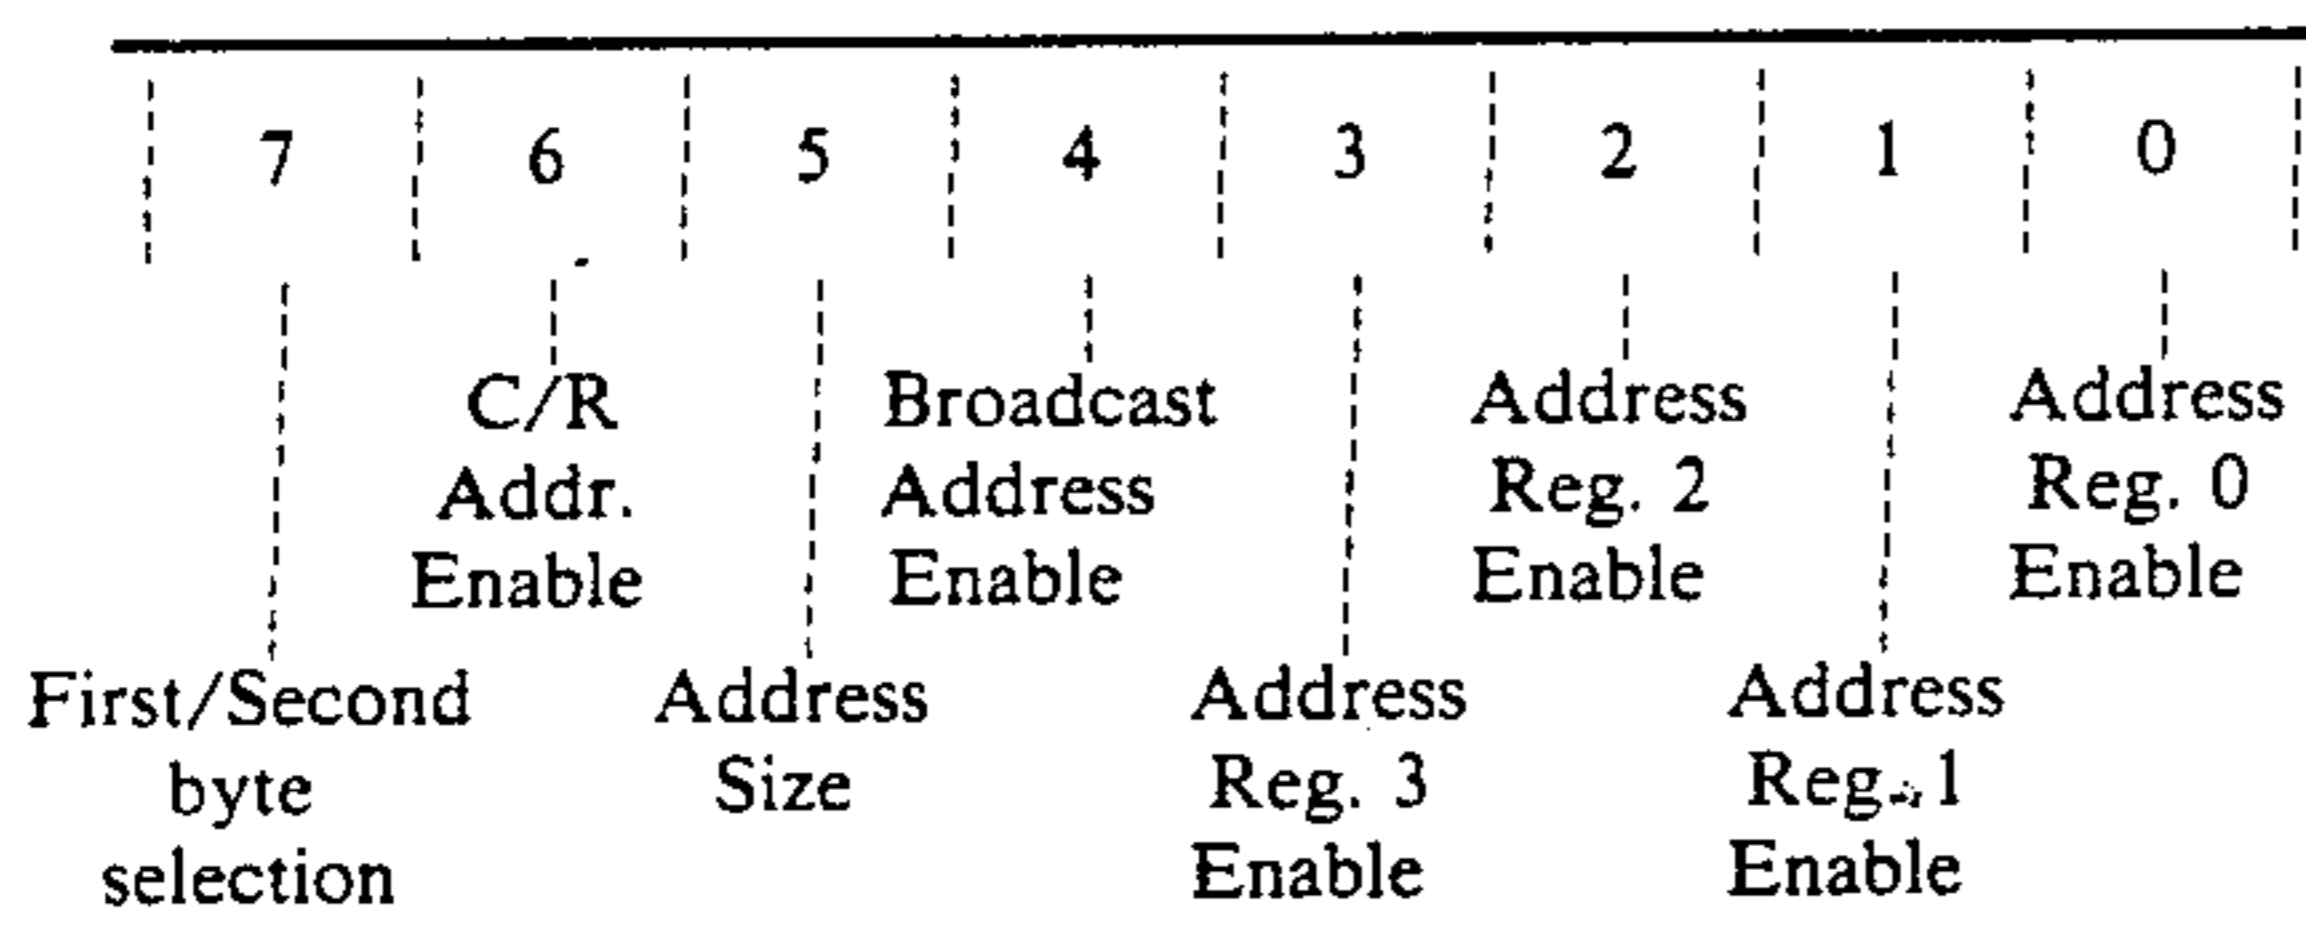 7 6 5 4 3 2 1 0
C/R
Addr.
Enable
Broadcast
Address
Enable
Address
Reg. 2
Enable
Address
Reg. 0
Enable
First/Second
byte
selection
Address
Size
Address
Reg. 3
Enable
Address
Reg. 1
Enable